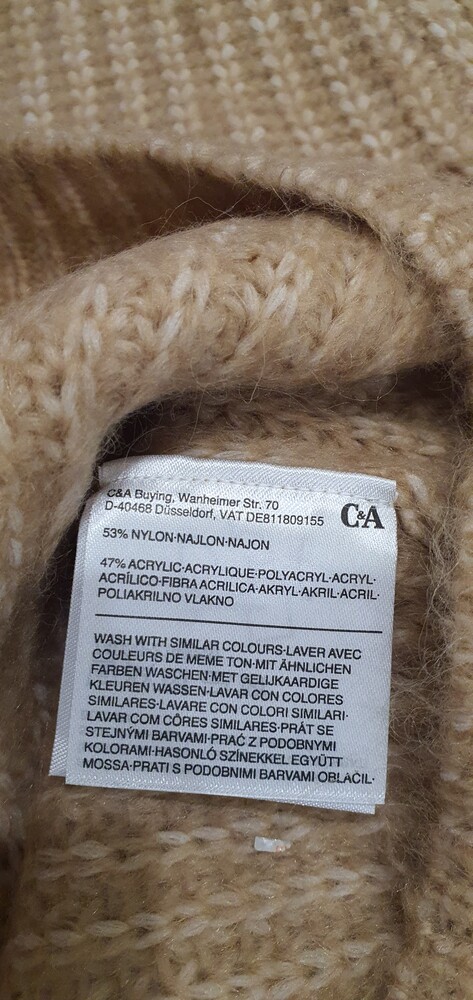 C&A Buying, Wanheimer Str. 70
D-40468 Düsseldorf, VAT DE811809155
C&A
53% NYLON·NAJLON·NAJON
47% ACRYLIC·ACRYLIQUE·POLYACRYL·ACRYL·
ACRÍLICO·FIBRA ACRILICA·AKRYL·AKRIL·ACRIL·
POLIAKRILNO VLAKNO
WASH WITH SIMILAR COLOURS·LAVER AVEC
COULEURS DE MEME TON·MIT ÄHNLICHEN
FARBEN WASCHEN·MET GELIJKAARDIGE
KLEUREN WASSEN·LAVAR CON COLORES
SIMILARES·LAVARE CON COLORI SIMILARI·
LAVAR COM CÔRES SIMILARES·PRÁT SE
STEJNÝMI BARVAMI·PRAĆ Z PODOBNYMI
KOLORAMI·HASONLÓ SZÍNEKKEL EGYÜTT
MOSSA·PRATI S PODOBNIMI BARVAMI OBLAČIL·